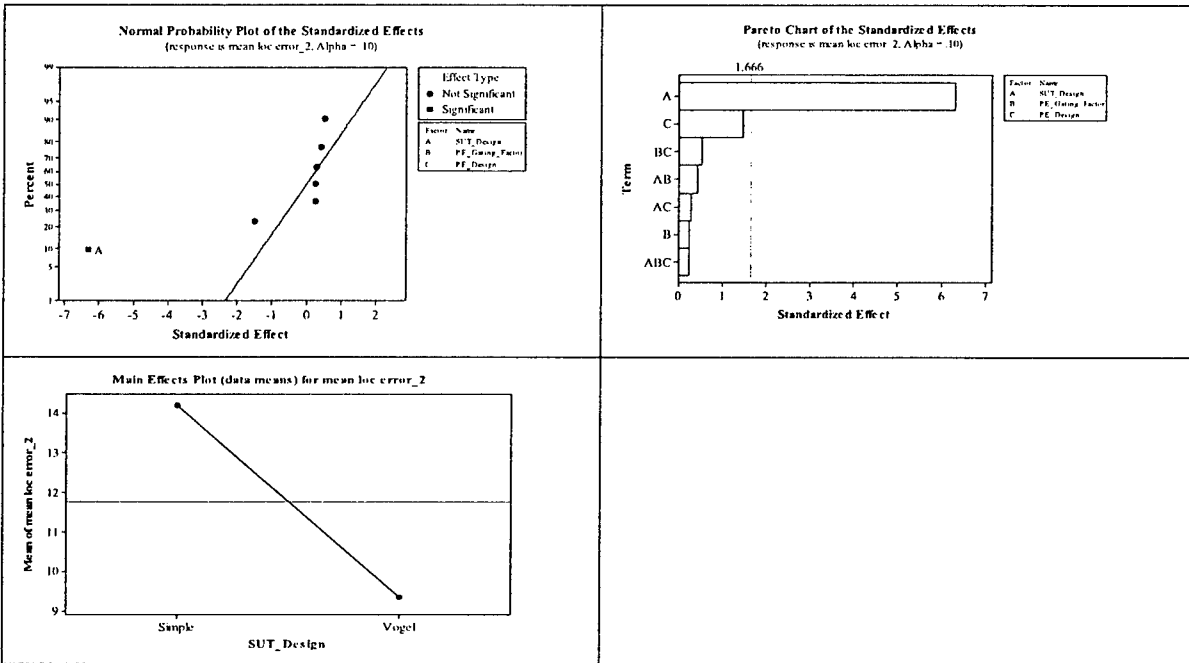 Normal Probability Plot of the Standardized Effects
(response is mean loc error_2, Alpha = .10)
99
95
90
80
70
60
50
40
30
20
10
5
1
Percent
A
-7 -6 -5 -4 -3 -2 -1 0 1 2
Standardized Effect
Effect Type
Not Significant
Significant
Factor Name
A SUT_Design
B PE_Gating_Factor
C PE_Design
Pareto Chart of the Standardized Effects
(response is mean loc error_2, Alpha = .10)
1.666
Term
A
C
BC
AB
AC
B
ABC
0 1 2 3 4 5 6 7
Standardized Effect
Factor Name
A SUT_Design
B PE_Gating_Factor
C PE_Design
Main Effects Plot (data means) for mean loc error_2
14
13
12
11
10
9
Mean of mean loc error_2
Simple Vogel
SUT_Design